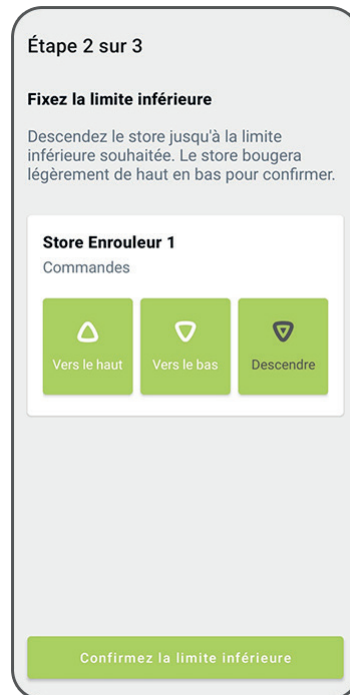 Étape 2 sur 3
Fixez la limite inférieure
Descendez le store jusqu'à la limite
inférieure souhaitée. Le store bougera
légèrement de haut en bas pour confirmer.
Store Enrouleur 1
Commandes
Vers le haut Vers le bas Descendre
Confirmez la limite inférieure